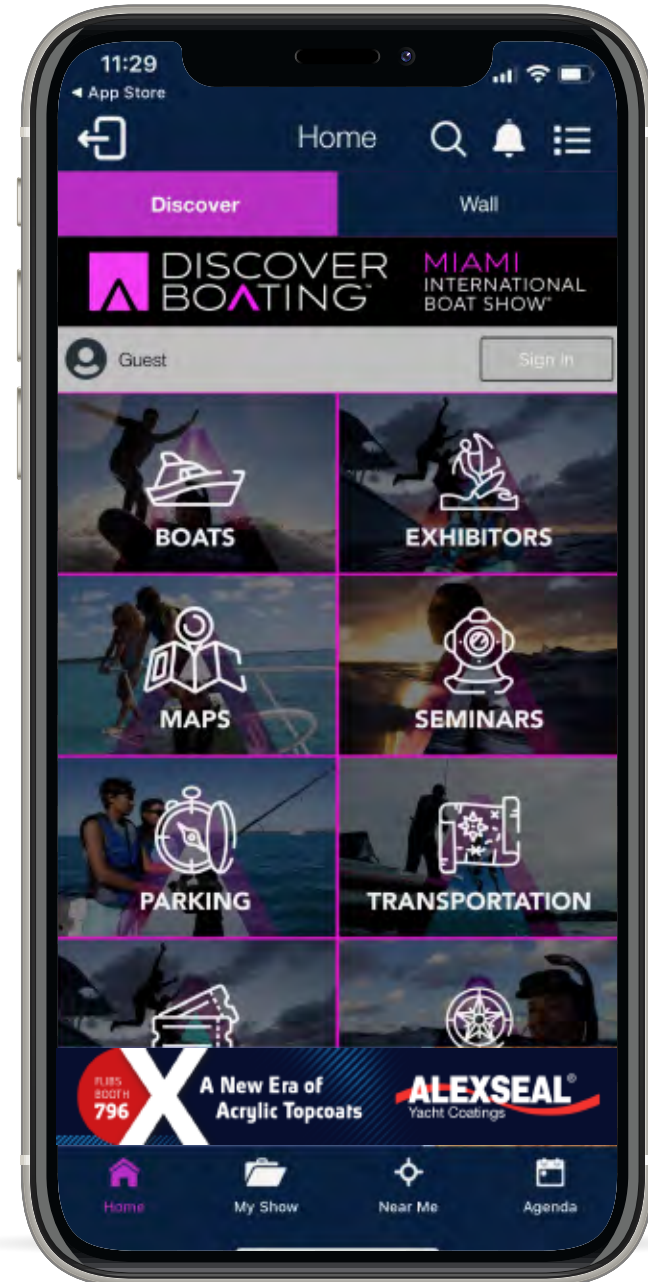 11:29
◄ App Store
Home
Discover
Wall
DISCOVER
BOATING™
MIAMI
INTERNATIONAL
BOAT SHOW®
Guest
Sign In
BOATS
EXHIBITORS
MAPS
SEMINARS
PARKING
TRANSPORTATION
FLIBS
BOOTH
796
X
A New Era of
Acrylic Topcoats
ALEXSEAL®
Yacht Coatings
Home
My Show
Near Me
Agenda